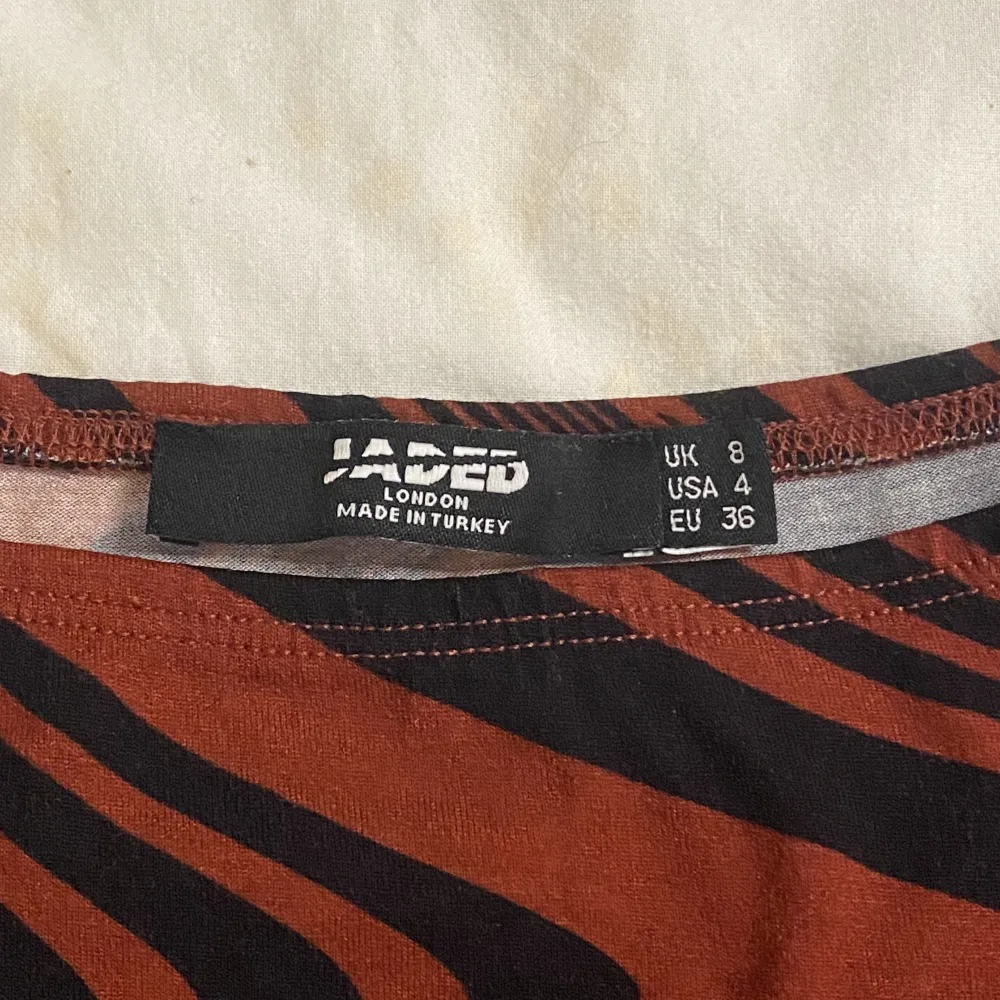 JADED
LONDON
MADE IN TURKEY
UK 8
USA 4
EU 36